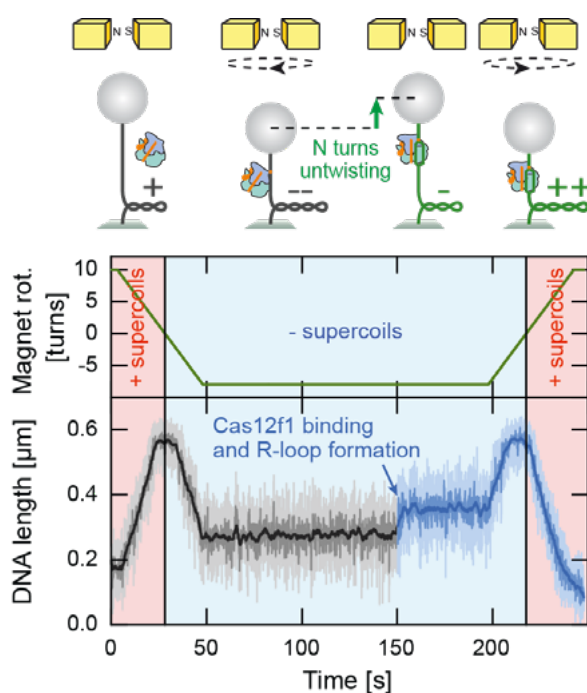 N S N S N S N S
N turns
untwisting
+ -- - ++
Magnet rot.
[turns]
10
5
0
-5
+ supercoils
- supercoils
+ supercoils
DNA length [µm]
0.6
0.4
0.2
0.0
Cas12f1 binding
and R-loop formation
0 50 100 150 200
Time [s]